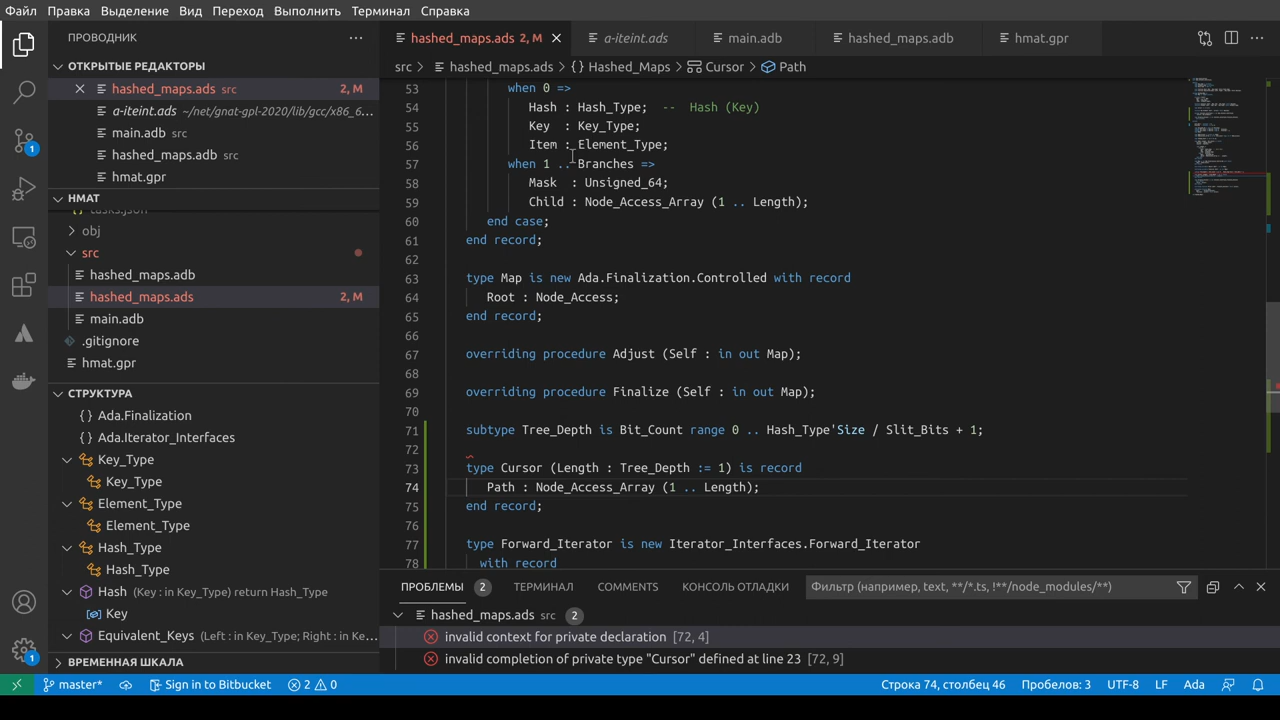 Файл Правка Выделение Вид Переход Выполнить Терминал Справка
ПРОВОДНИК
ОТКРЫТЫЕ РЕДАКТОРЫ
hashed_maps.ads src 2, M
a-iteint.ads ~/net/gnat-gpl-2020/lib/gcc/x86_6...
main.adb src
hashed_maps.adb src
hmat.gpr
HMAT
tasks.json
obj
src
hashed_maps.adb
hashed_maps.ads 2, M
main.adb
.gitignore
hmat.gpr
СТРУКТУРА
Ada.Finalization
Ada.Iterator_Interfaces
Key_Type
Key_Type
Element_Type
Element_Type
Hash_Type
Hash_Type
Hash (Key : in Key_Type) return Hash_Type
Key
Equivalent_Keys (Left : in Key_Type; Right : in Ke...
ВРЕМЕННАЯ ШКАЛА
hashed_maps.ads 2, M a-iteint.ads main.adb hashed_maps.adb hmat.gpr
src > hashed_maps.ads > {} Hashed_Maps > Cursor > Path
53 when 0 =>
54 Hash : Hash_Type; -- Hash (Key)
55 Key : Key_Type;
56 Item : Element_Type;
57 when 1 .. Branches =>
58 Mask : Unsigned_64;
59 Child : Node_Access_Array (1 .. Length);
60 end case;
61 end record;
62
63 type Map is new Ada.Finalization.Controlled with record
64 Root : Node_Access;
65 end record;
66
67 overriding procedure Adjust (Self : in out Map);
68
69 overriding procedure Finalize (Self : in out Map);
70
71 subtype Tree_Depth is Bit_Count range 0 .. Hash_Type'Size / Slit_Bits + 1;
72
73 type Cursor (Length : Tree_Depth := 1) is record
74 Path : Node_Access_Array (1 .. Length);
75 end record;
76
77 type Forward_Iterator is new Iterator_Interfaces.Forward_Iterator
78 with record
ПРОБЛЕМЫ 2 ТЕРМИНАЛ COMMENTS КОНСОЛЬ ОТЛАДКИ Фильтр (например, text, **/*.ts, !**/node_modules/**)
hashed_maps.ads src 2
invalid context for private declaration [72, 4]
invalid completion of private type "Cursor" defined at line 23 [72, 9]
1
1
master* Sign in to Bitbucket 2 0 Строка 74, столбец 46 Пробелов: 3 UTF-8 LF Ada